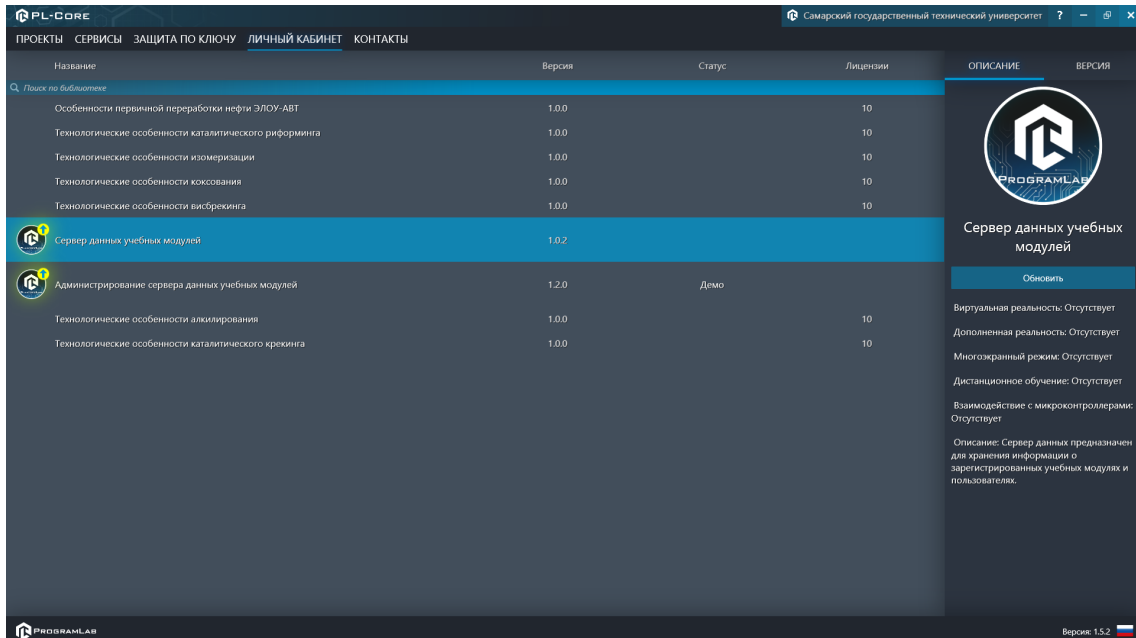 PL-CORE
Самарский государственный технический университет ?
ПРОЕКТЫ СЕРВИСЫ ЗАЩИТА ПО КЛЮЧУ ЛИЧНЫЙ КАБИНЕТ КОНТАКТЫ
Название Версия Статус Лицензии
Поиск по библиотеке
Особенности первичной переработки нефти ЭЛОУ-АВТ 1.0.0 10
Технологические особенности каталитического риформинга 1.0.0 10
Технологические особенности изомеризации 1.0.0 10
Технологические особенности коксования 1.0.0 10
Технологические особенности висбрекинга 1.0.0 10
Сервер данных учебных модулей 1.0.2
Администрирование сервера данных учебных модулей 1.2.0 Демо
Технологические особенности алкилирования 1.0.0 10
Технологические особенности каталитического крекинга 1.0.0 10
ОПИСАНИЕ ВЕРСИЯ
PROGRAMLAB
Сервер данных учебных
модулей
Обновить
Виртуальная реальность: Отсутствует
Дополненная реальность: Отсутствует
Многоэкранный режим: Отсутствует
Дистанционное обучение: Отсутствует
Взаимодействие с микроконтроллерами:
Отсутствует
Описание: Сервер данных предназначен
для хранения информации о
зарегистрированных учебных модулях и
пользователях.
PROGRAMLAB
Версия: 1.5.2